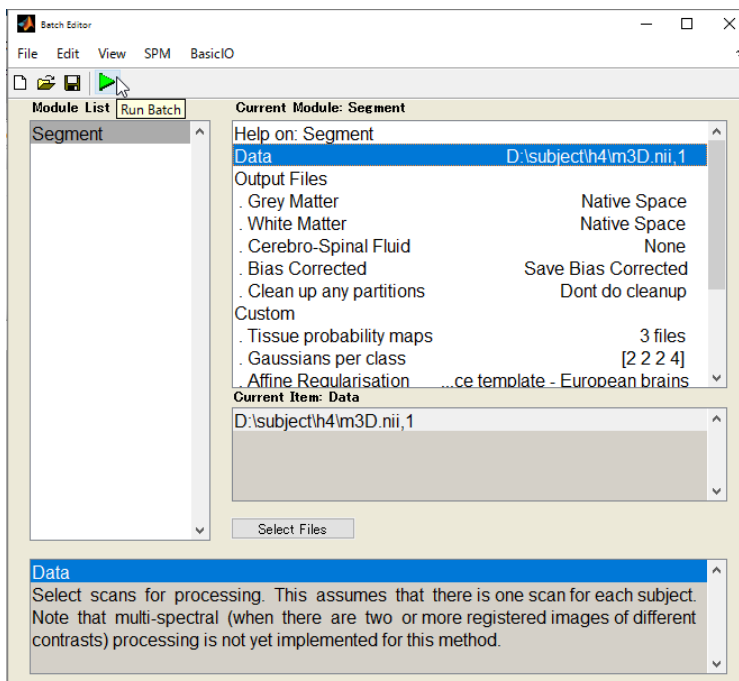 Batch Editor
File Edit View SPM BasicIO
Module List
Run Batch
Segment
Current Module: Segment
Help on: Segment
Data D:\subject\h4\m3D.nii,1
Output Files
. Grey Matter Native Space
. White Matter Native Space
. Cerebro-Spinal Fluid None
. Bias Corrected Save Bias Corrected
. Clean up any partitions Dont do cleanup
Custom
. Tissue probability maps 3 files
. Gaussians per class [2 2 2 4]
. Affine Regularisation ...ce template - European brains
Current Item: Data
D:\subject\h4\m3D.nii,1
Select Files
Data
Select scans for processing. This assumes that there is one scan for each subject.
Note that multi-spectral (when there are two or more registered images of different
contrasts) processing is not yet implemented for this method.